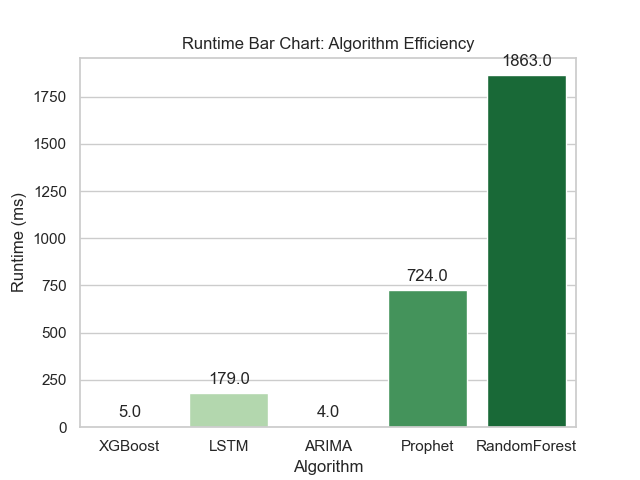 Runtime Bar Chart: Algorithm Efficiency
Runtime (ms)
1750
1500
1250
1000
750
500
250
0
5.0
179.0
4.0
724.0
1863.0
XGBoost
LSTM
ARIMA
Prophet
RandomForest
Algorithm